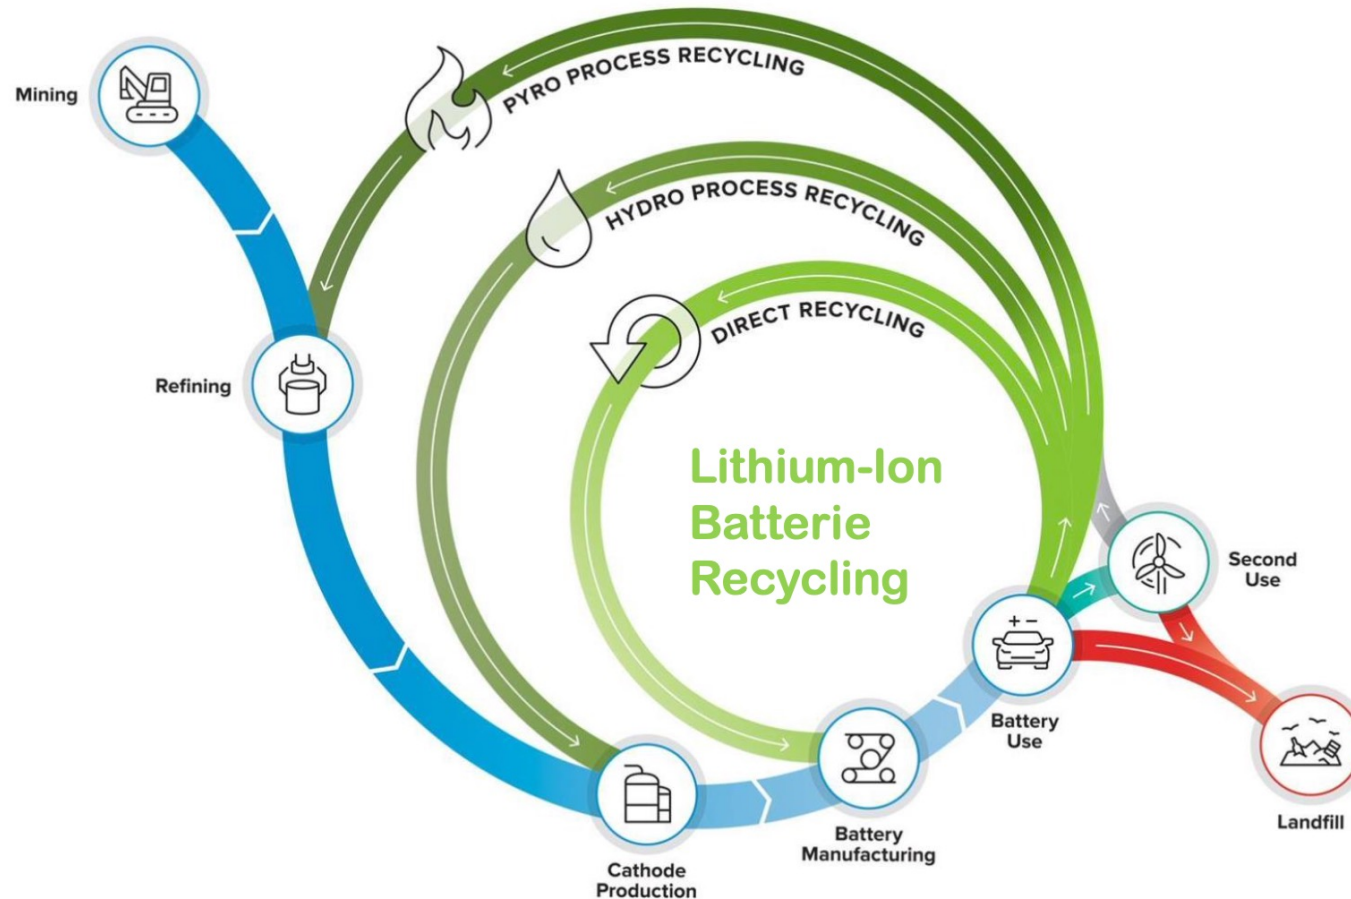 Mining
PYRO PROCESS RECYCLING
HYDRO PROCESS RECYCLING
DIRECT RECYCLING
Refining
Lithium-Ion
Batterie
Recycling
Second
Use
+ −
Battery
Use
Landfill
Battery
Manufacturing
Cathode
Production